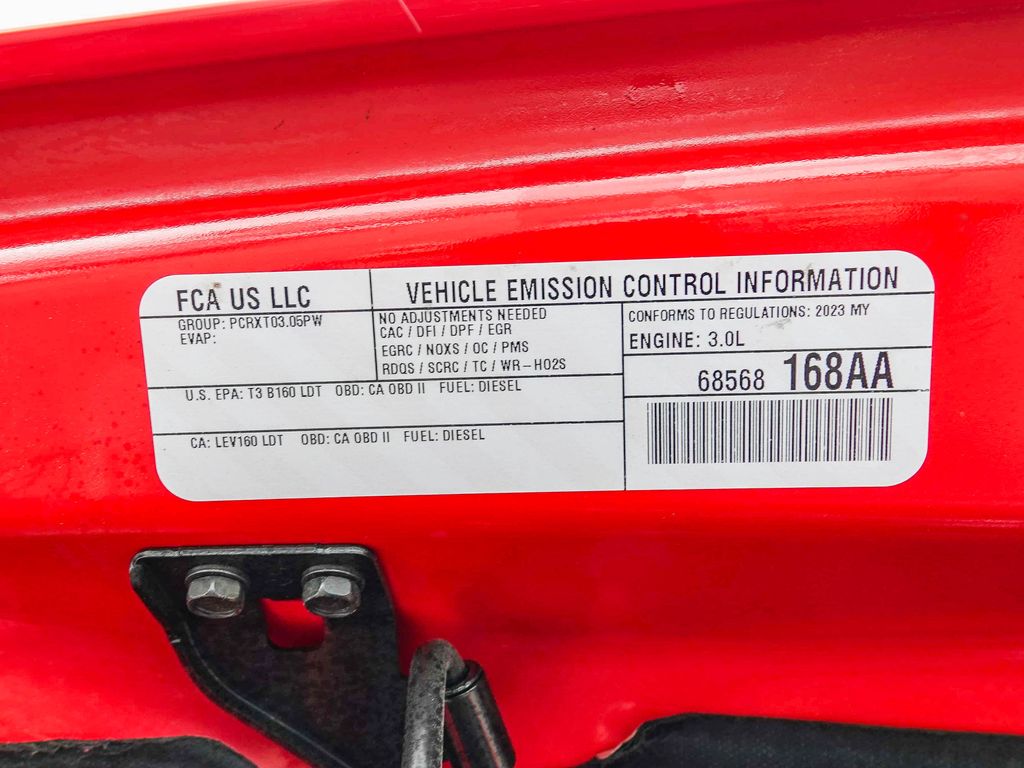 FCA US LLC
GROUP: PCRXT03.05PW
EVAP:
VEHICLE EMISSION CONTROL INFORMATION
NO ADJUSTMENTS NEEDED
CAC / DFI / DPF / EGR
EGRC / NOXS / OC / PMS
RDQS / SCRC / TC / WR-HO2S
CONFORMS TO REGULATIONS: 2023 MY
ENGINE: 3.0L
68568 168AA
U.S. EPA: T3 B160 LDT OBD: CA OBD II FUEL: DIESEL
CA: LEV160 LDT OBD: CA OBD II FUEL: DIESEL